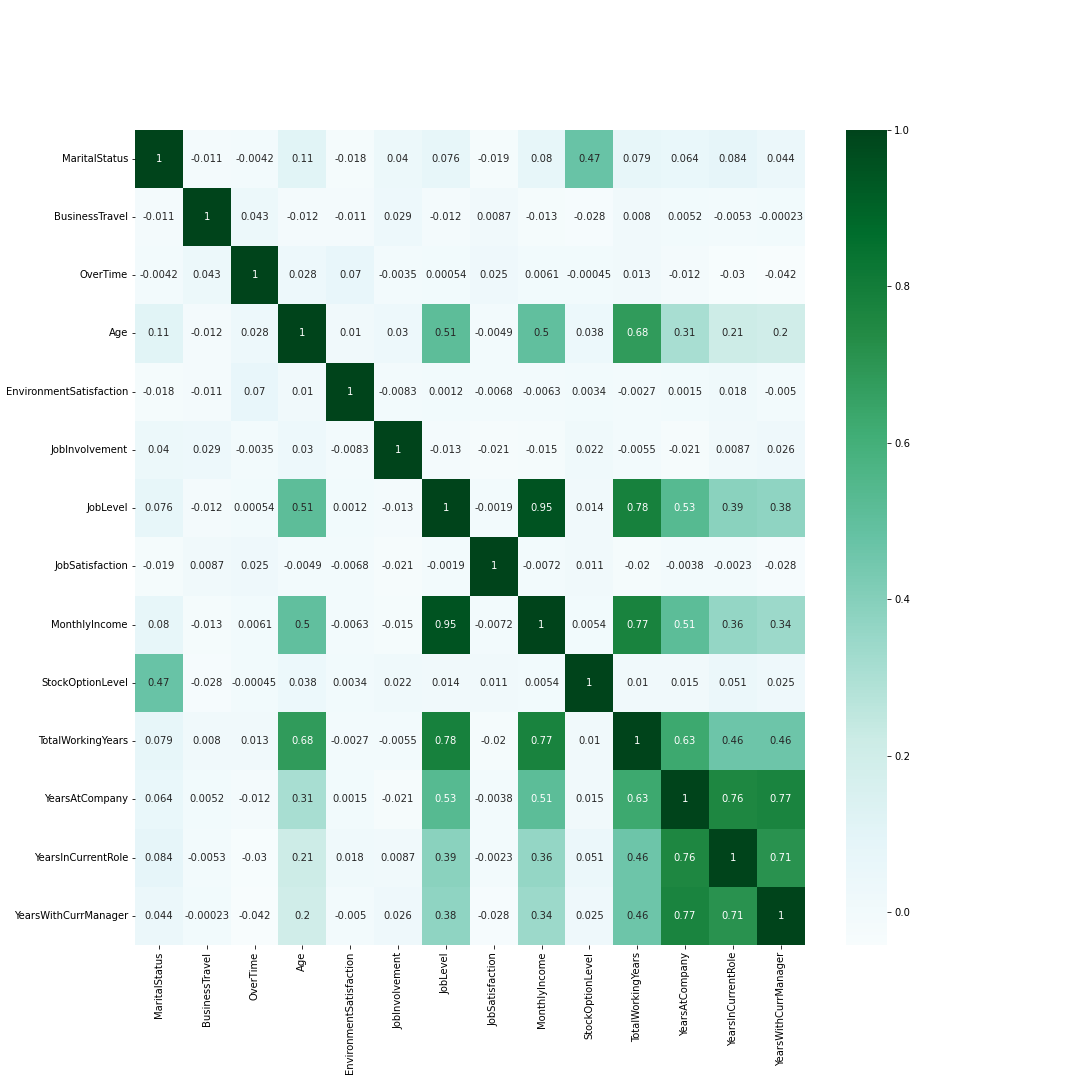 MaritalStatus 1 -0.011 -0.0042 0.11 -0.018 0.04 0.076 -0.019 0.08 0.47 0.079 0.064 0.084 0.044
BusinessTravel -0.011 1 0.043 -0.012 -0.011 0.029 -0.012 0.0087 -0.013 -0.028 0.008 0.0052 -0.0053 -0.00023
OverTime -0.0042 0.043 1 0.028 0.07 -0.0035 0.00054 0.025 0.0061 -0.00045 0.013 -0.012 -0.03 -0.042
Age 0.11 -0.012 0.028 1 0.01 0.03 0.51 -0.0049 0.5 0.038 0.68 0.31 0.21 0.2
EnvironmentSatisfaction -0.018 -0.011 0.07 0.01 1 -0.0083 0.0012 -0.0068 -0.0063 0.0034 -0.0027 0.0015 0.018 -0.005
JobInvolvement 0.04 0.029 -0.0035 0.03 -0.0083 1 -0.013 -0.021 -0.015 0.022 -0.0055 -0.021 0.0087 0.026
JobLevel 0.076 -0.012 0.00054 0.51 0.0012 -0.013 1 -0.0019 0.95 0.014 0.78 0.53 0.39 0.38
JobSatisfaction -0.019 0.0087 0.025 -0.0049 -0.0068 -0.021 -0.0019 1 -0.0072 0.011 -0.02 -0.0038 -0.0023 -0.028
MonthlyIncome 0.08 -0.013 0.0061 0.5 -0.0063 -0.015 0.95 -0.0072 1 0.0054 0.77 0.51 0.36 0.34
StockOptionLevel 0.47 -0.028 -0.00045 0.038 0.0034 0.022 0.014 0.011 0.0054 1 0.01 0.015 0.051 0.025
TotalWorkingYears 0.079 0.008 0.013 0.68 -0.0027 -0.0055 0.78 -0.02 0.77 0.01 1 0.63 0.46 0.46
YearsAtCompany 0.064 0.0052 -0.012 0.31 0.0015 -0.021 0.53 -0.0038 0.51 0.015 0.63 1 0.76 0.77
YearsInCurrentRole 0.084 -0.0053 -0.03 0.21 0.018 0.0087 0.39 -0.0023 0.36 0.051 0.46 0.76 1 0.71
YearsWithCurrManager 0.044 -0.00023 -0.042 0.2 -0.005 0.026 0.38 -0.028 0.34 0.025 0.46 0.77 0.71 1
MaritalStatus
BusinessTravel
OverTime
Age
EnvironmentSatisfaction
JobInvolvement
JobLevel
JobSatisfaction
MonthlyIncome
StockOptionLevel
TotalWorkingYears
YearsAtCompany
YearsInCurrentRole
YearsWithCurrManager
1.0
0.8
0.6
0.4
0.2
0.0